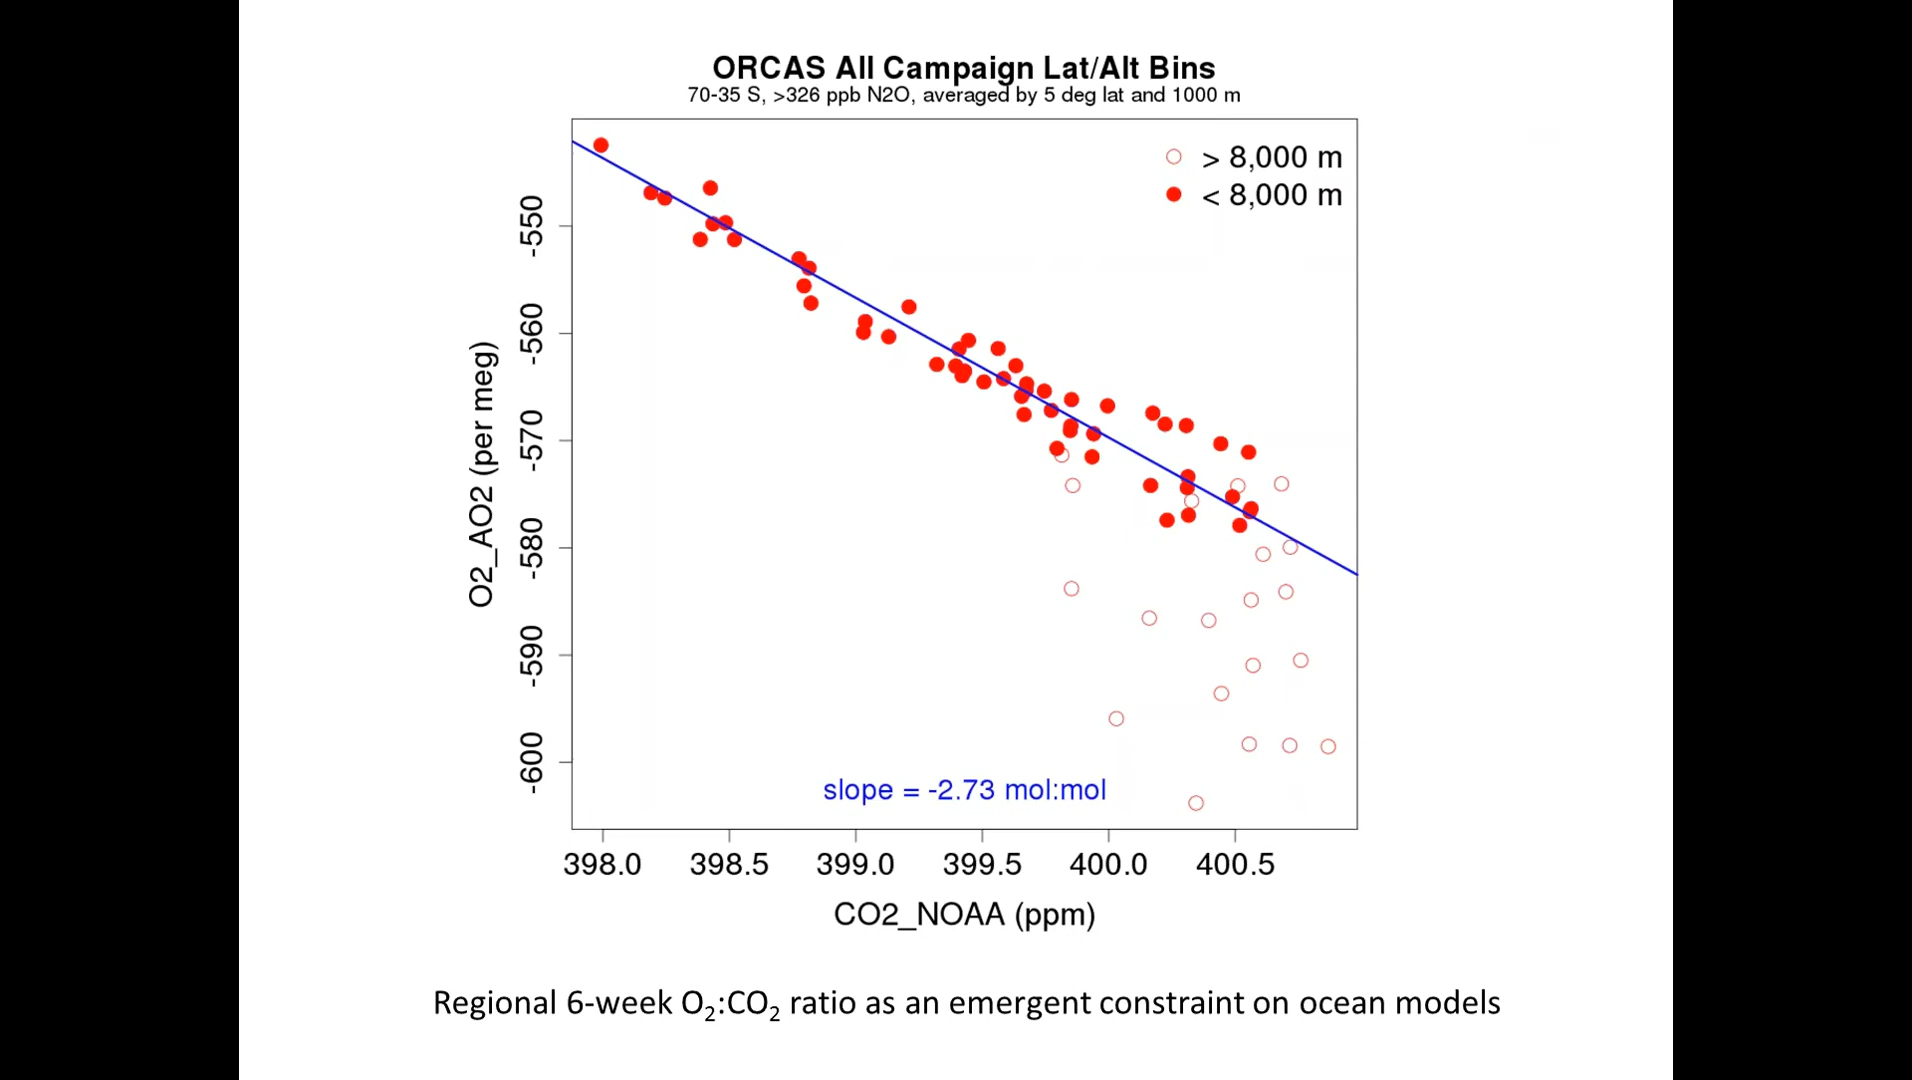 ORCAS All Campaign Lat/Alt Bins
70-35 S, >326 ppb N2O, averaged by 5 deg lat and 1000 m
> 8,000 m
< 8,000 m
O2_AO2 (per meg)
-550
-560
-570
-580
-590
-600
slope = -2.73 mol:mol
398.0 398.5 399.0 399.5 400.0 400.5
CO2_NOAA (ppm)
Regional 6-week O₂:CO₂ ratio as an emergent constraint on ocean models